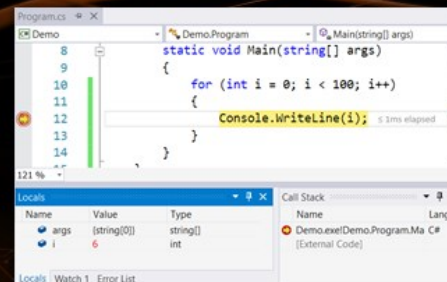 Program.cs
Demo Demo.Program Main(string[] args)
8 static void Main(string[] args)
9 {
10 for (int i = 0; i < 100; i++)
11 {
12 Console.WriteLine(i); ≤ 1ms elapsed
13 }
14 }
121 %
Locals
Name Value Type
args {string[0]} string[]
i 6 int
Locals Watch 1 Error List
Call Stack
Name Lang
Demo.exe!Demo.Program.Ma C#
[External Code]